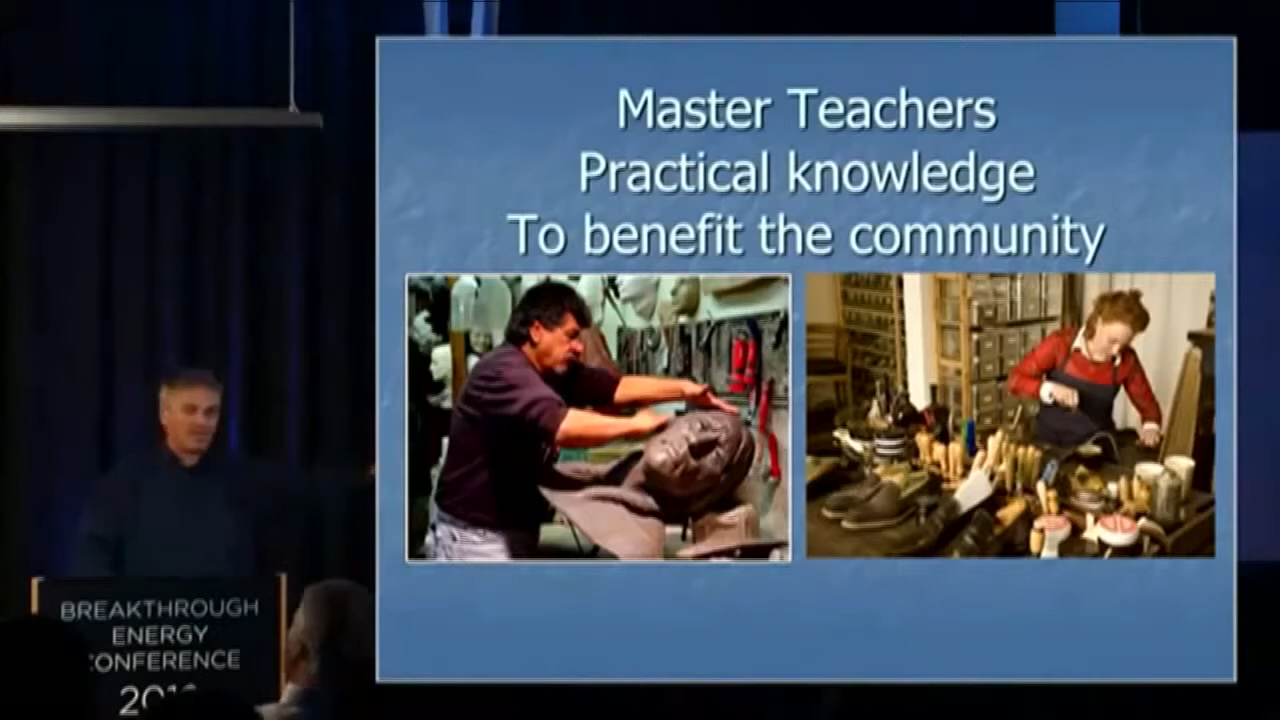 Master Teachers
Practical knowledge
To benefit the community
BREAKTHROUGH
ENERGY
CONFERENCE